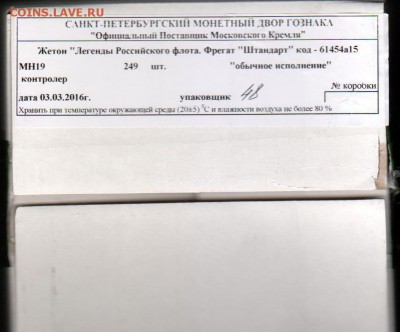 COINS.LAVE.RU
САНКТ-ПЕТЕРБУРГСКИЙ МОНЕТНЫЙ ДВОР ГОЗНАКА
"Официальный Поставщик Московского Кремля"
Жетон "Легенды Российского флота. Фрегат "Штандарт" код - 61454а15
МН19 249 шт. "обычное исполнение"
контролер
№ коробки
дата 03.03.2016г. упаковщик 48
Хранить при температуре окружающей среды (20±5) °С и влажности воздуха не более 80 %